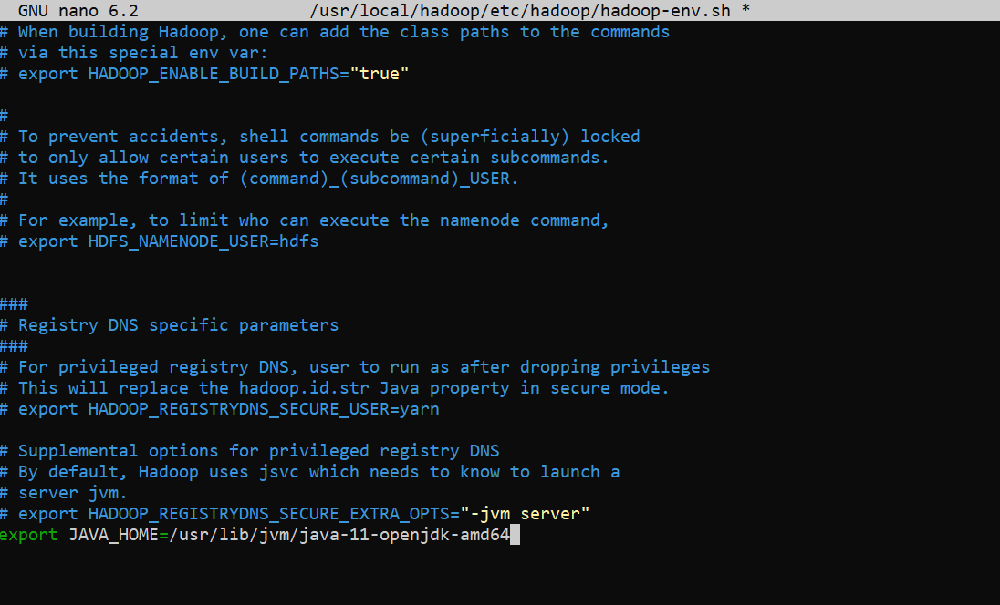 GNU nano 6.2 /usr/local/hadoop/etc/hadoop/hadoop-env.sh *
# When building Hadoop, one can add the class paths to the commands
# via this special env var:
# export HADOOP_ENABLE_BUILD_PATHS="true"
#
# To prevent accidents, shell commands be (superficially) locked
# to only allow certain users to execute certain subcommands.
# It uses the format of (command)_(subcommand)_USER.
#
# For example, to limit who can execute the namenode command,
# export HDFS_NAMENODE_USER=hdfs
###
# Registry DNS specific parameters
###
# For privileged registry DNS, user to run as after dropping privileges
# This will replace the hadoop.id.str Java property in secure mode.
# export HADOOP_REGISTRYDNS_SECURE_USER=yarn
# Supplemental options for privileged registry DNS
# By default, Hadoop uses jsvc which needs to know to launch a
# server jvm.
# export HADOOP_REGISTRYDNS_SECURE_EXTRA_OPTS="-jvm server"
export JAVA_HOME=/usr/lib/jvm/java-11-openjdk-amd64